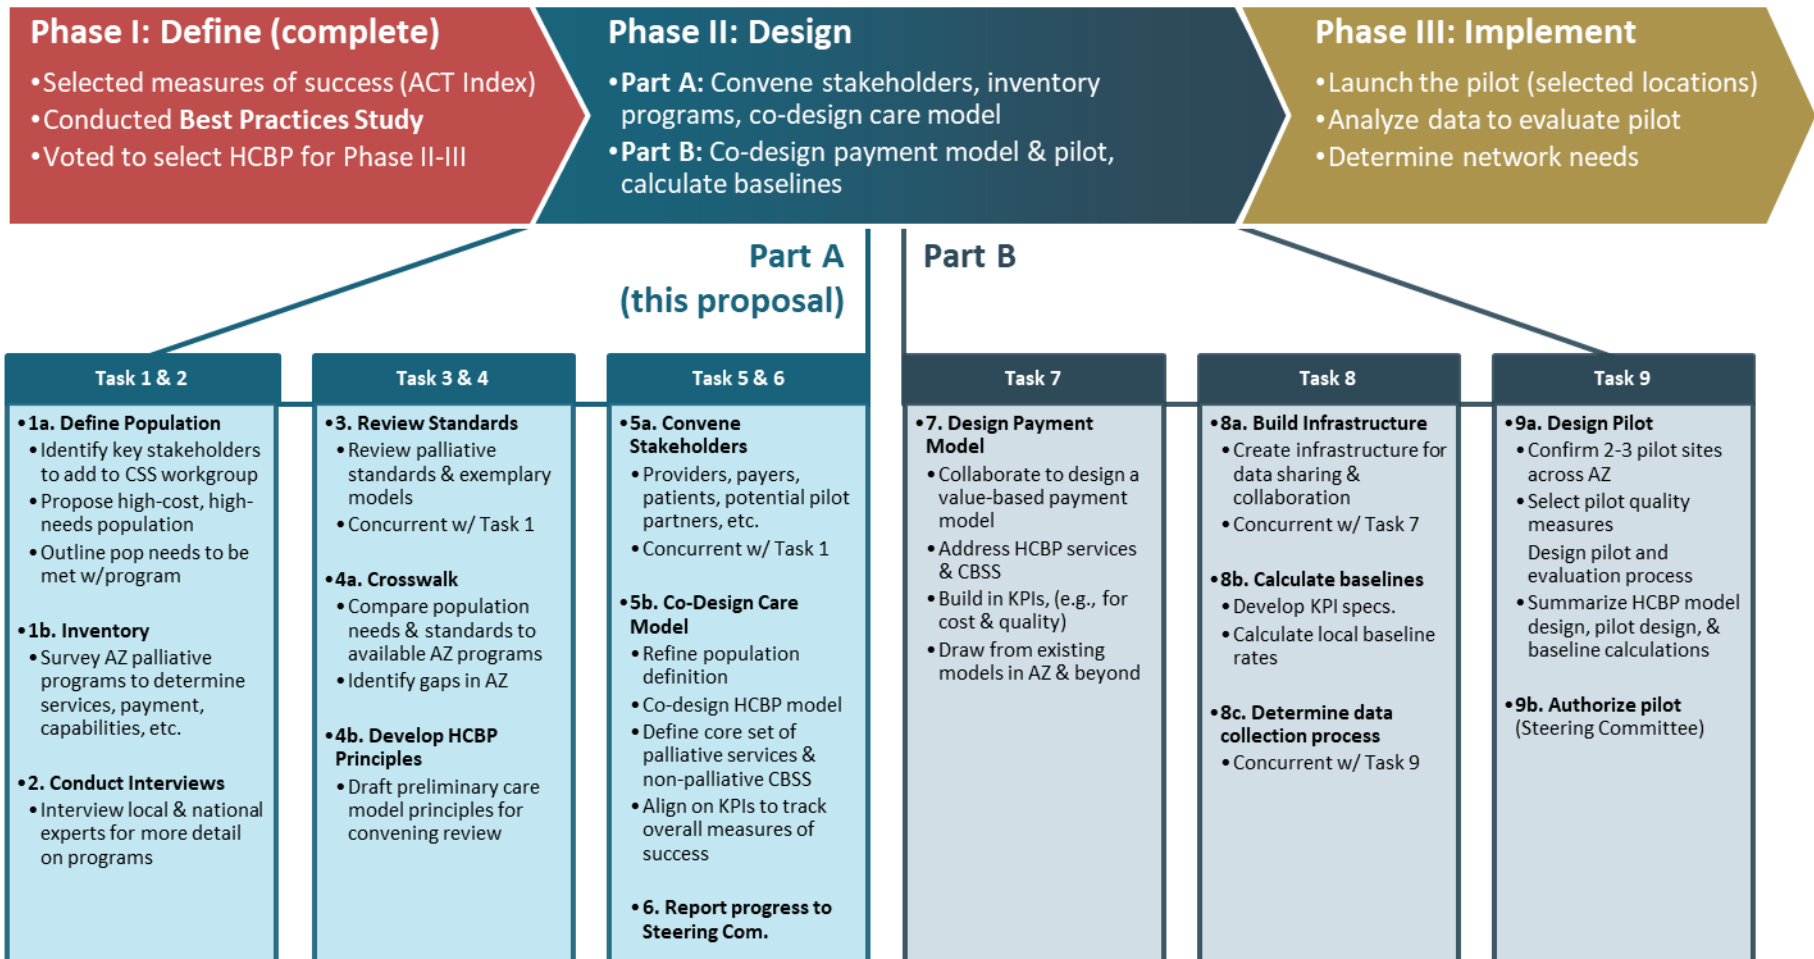 Phase I: Define (complete)
•Selected measures of success (ACT Index)
•Conducted Best Practices Study
•Voted to select HCBP for Phase II-III
Phase II: Design
•Part A: Convene stakeholders, inventory
programs, co-design care model
•Part B: Co-design payment model & pilot,
calculate baselines
Phase III: Implement
•Launch the pilot (selected locations)
•Analyze data to evaluate pilot
•Determine network needs
Part A
(this proposal)
Part B
Task 1 & 2
•1a. Define Population
•Identify key stakeholders
to add to CSS workgroup
•Propose high-cost, high-
needs population
•Outline pop needs to be
met w/program
•1b. Inventory
•Survey AZ palliative
programs to determine
services, payment,
capabilities, etc.
•2. Conduct Interviews
•Interview local & national
experts for more detail
on programs
Task 3 & 4
•3. Review Standards
•Review palliative
standards & exemplary
models
•Concurrent w/ Task 1
•4a. Crosswalk
•Compare population
needs & standards to
available AZ programs
•Identify gaps in AZ
•4b. Develop HCBP
Principles
•Draft preliminary care
model principles for
convening review
Task 5 & 6
•5a. Convene
Stakeholders
•Providers, payers,
patients, potential pilot
partners, etc.
•Concurrent w/ Task 1
•5b. Co-Design Care
Model
•Refine population
definition
•Co-design HCBP model
•Define core set of
palliative services &
non-palliative CBSS
•Align on KPIs to track
overall measures of
success
•6. Report progress to
Steering Com.
Task 7
•7. Design Payment
Model
•Collaborate to design a
value-based payment
model
•Address HCBP services
& CBSS
•Build in KPIs, (e.g., for
cost & quality)
•Draw from existing
models in AZ & beyond
Task 8
•8a. Build Infrastructure
•Create infrastructure for
data sharing &
collaboration
•Concurrent w/ Task 7
•8b. Calculate baselines
•Develop KPI specs.
•Calculate local baseline
rates
•8c. Determine data
collection process
•Concurrent w/ Task 9
Task 9
•9a. Design Pilot
•Confirm 2-3 pilot sites
across AZ
•Select pilot quality
measures
Design pilot and
evaluation process
•Summarize HCBP model
design, pilot design, &
baseline calculations
•9b. Authorize pilot
(Steering Committee)